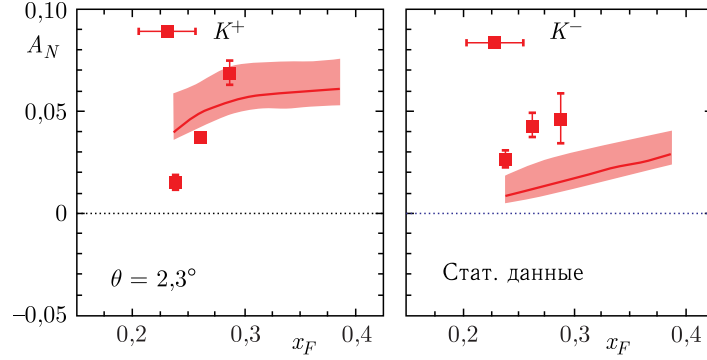 0,10
A_N
K^+
K^−
0,05
0
θ = 2,3°
Стат. данные
−0,05
0,2 0,3 x_F 0,4
0,2 0,3 x_F 0,4